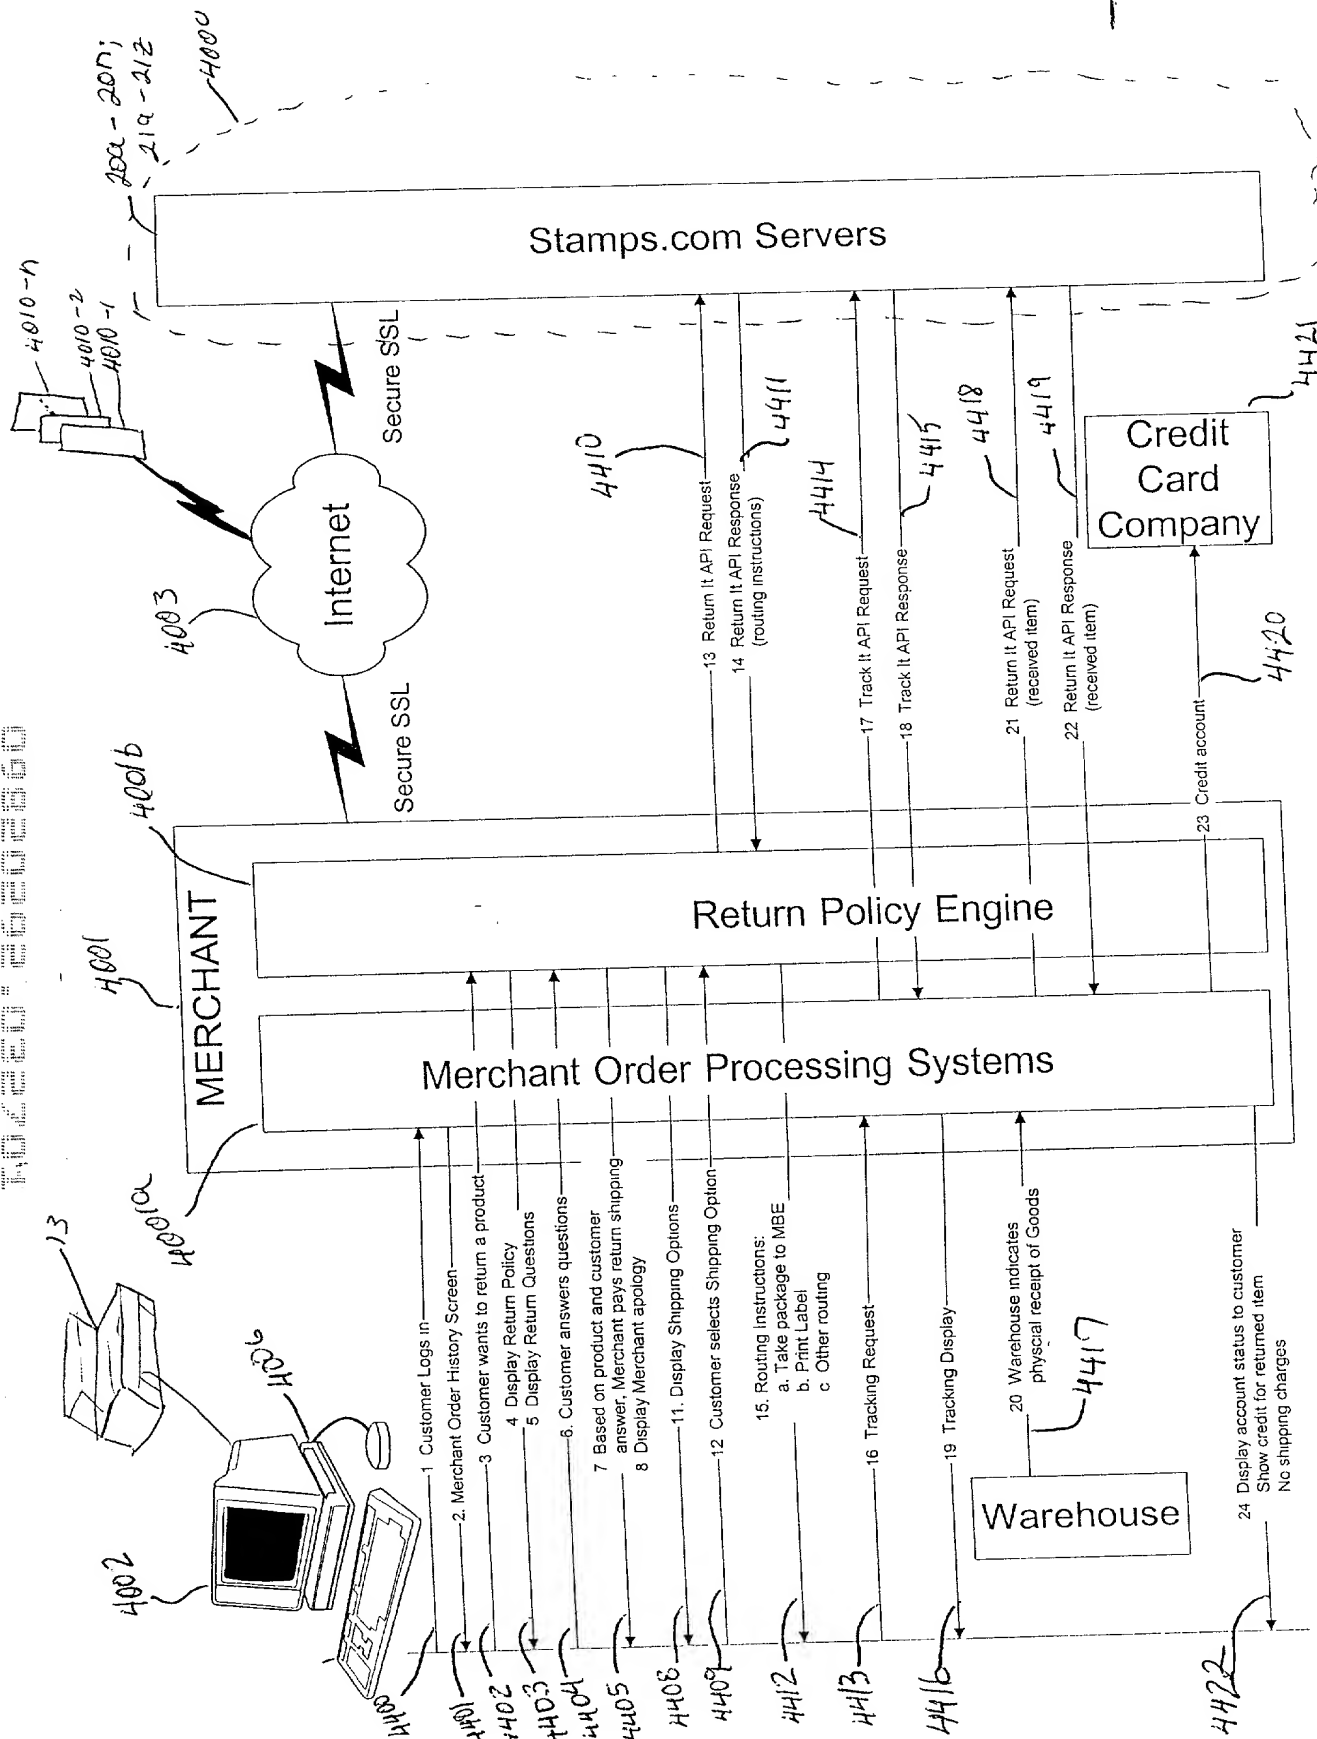 20a - 20n;
21a - 21z
4000
Stamps.com Servers
4010-n
4010-2
4010-1
Secure SSL
Internet
4003
Secure SSL
4410
13 Return It API Request
14 Return It API Response
(routing instructions)
4411
4414
17 Track It API Request
18 Track It API Response
4415
4418
21 Return It API Request
(received item)
4419
22 Return It API Response
(received item)
Credit
Card
Company
4421
4420
23 Credit account
4001
4001b
MERCHANT
Return Policy Engine
4001a
Merchant Order Processing Systems
13
4006
4002
1 Customer Logs in
2. Merchant Order History Screen
3 Customer wants to return a product
4 Display Return Policy
5 Display Return Questions
6. Customer answers questions
7 Based on product and customer
answer, Merchant pays return shipping
8 Display Merchant apology
11. Display Shipping Options
12 Customer selects Shipping Option
15. Routing Instructions:
a. Take package to MBE
b. Print Label
c Other routing
16 Tracking Request
19 Tracking Display
20 Warehouse indicates
physcial receipt of Goods
4417
Warehouse
24 Display account status to customer
Show credit for returned item
No shipping charges
4400
4401
4402
4403
4404
4405
4408
4409
4412
4413
4416
4422